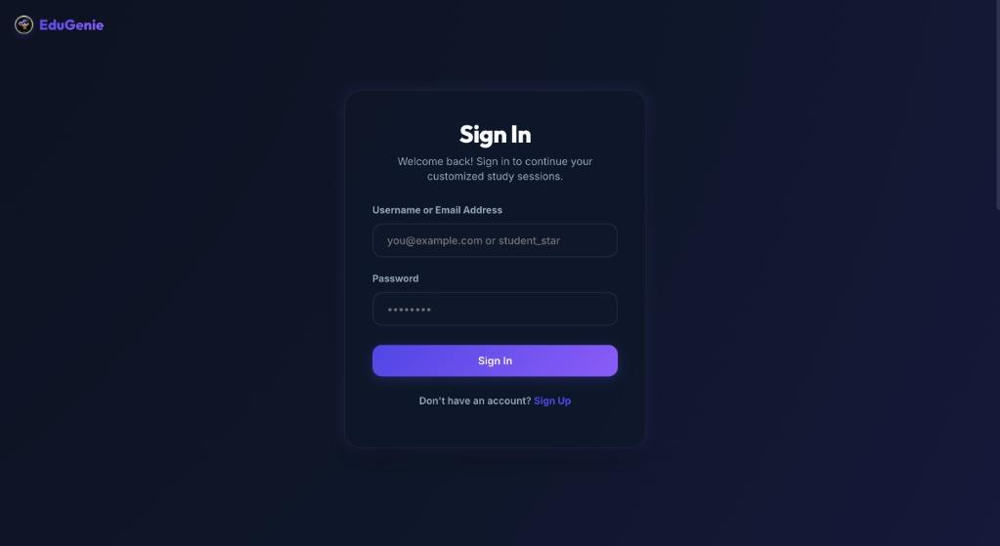 EduGenie
Sign In
Welcome back! Sign in to continue your
customized study sessions.
Username or Email Address
you@example.com or student_star
Password
••••••••
Sign In
Don't have an account? Sign Up